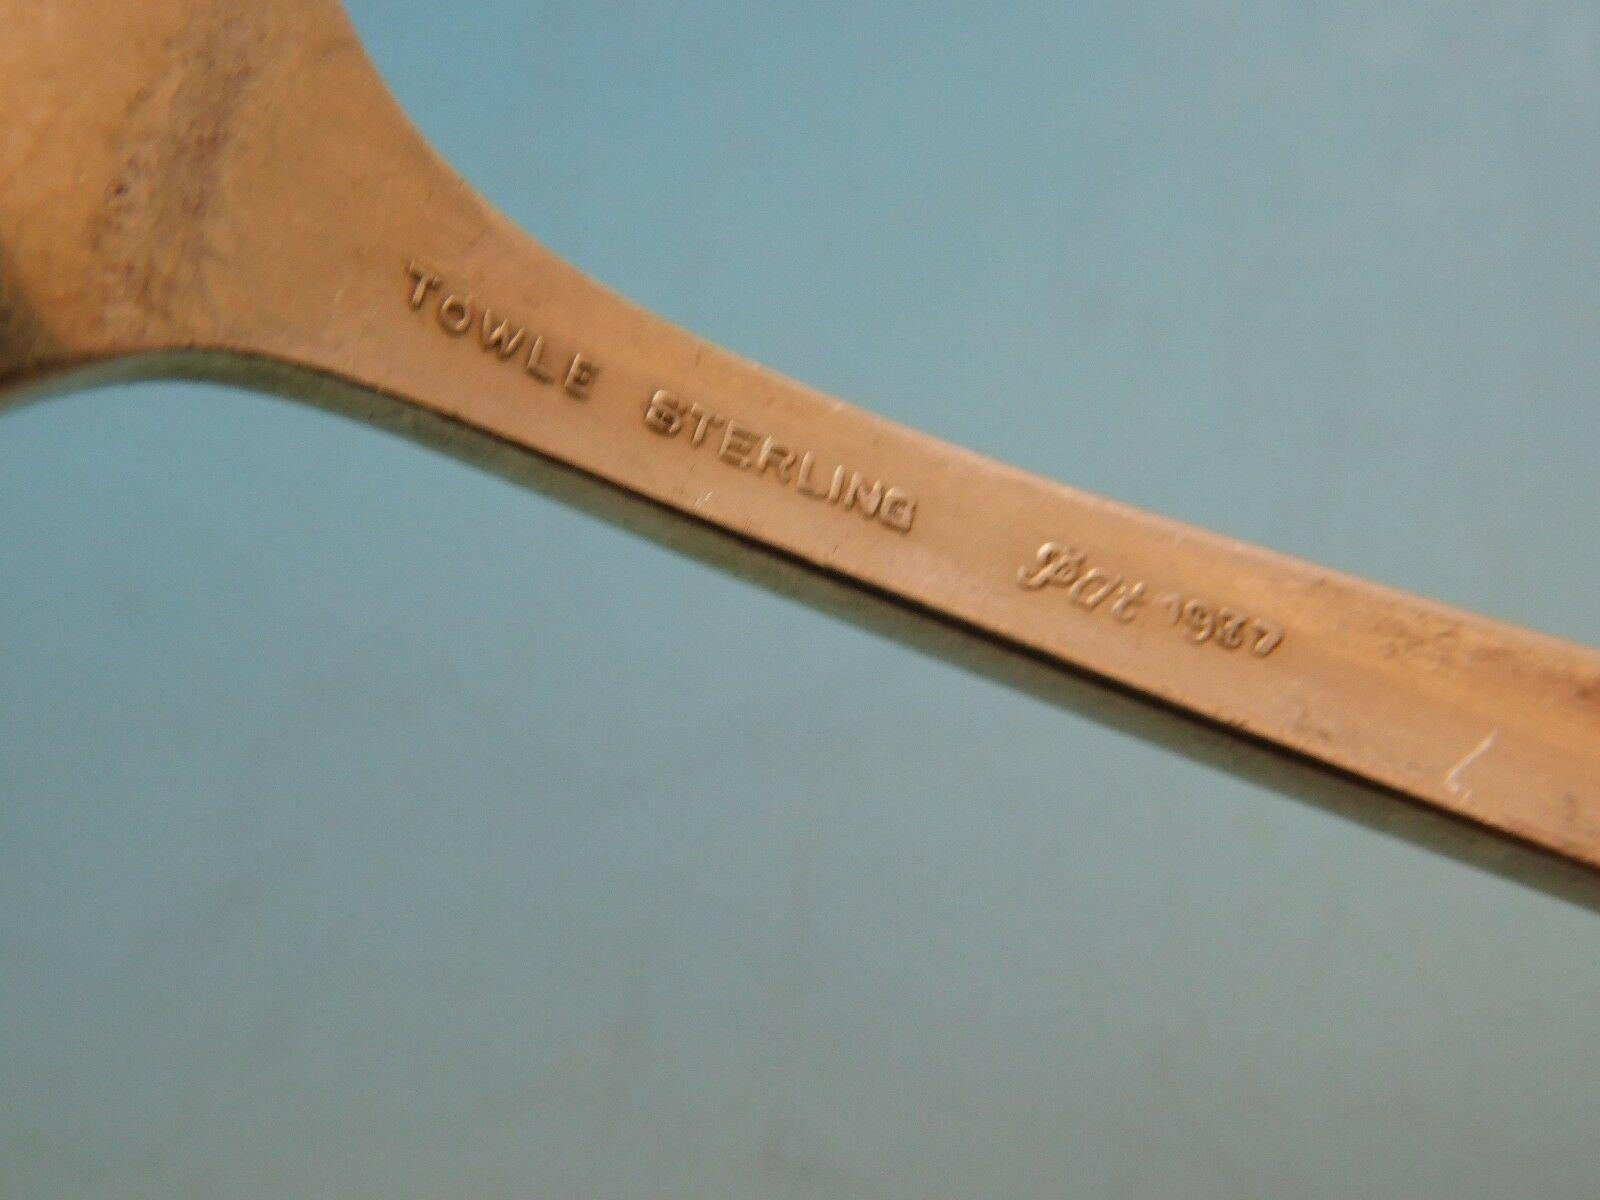 TOWLE STERLING Pat 1937